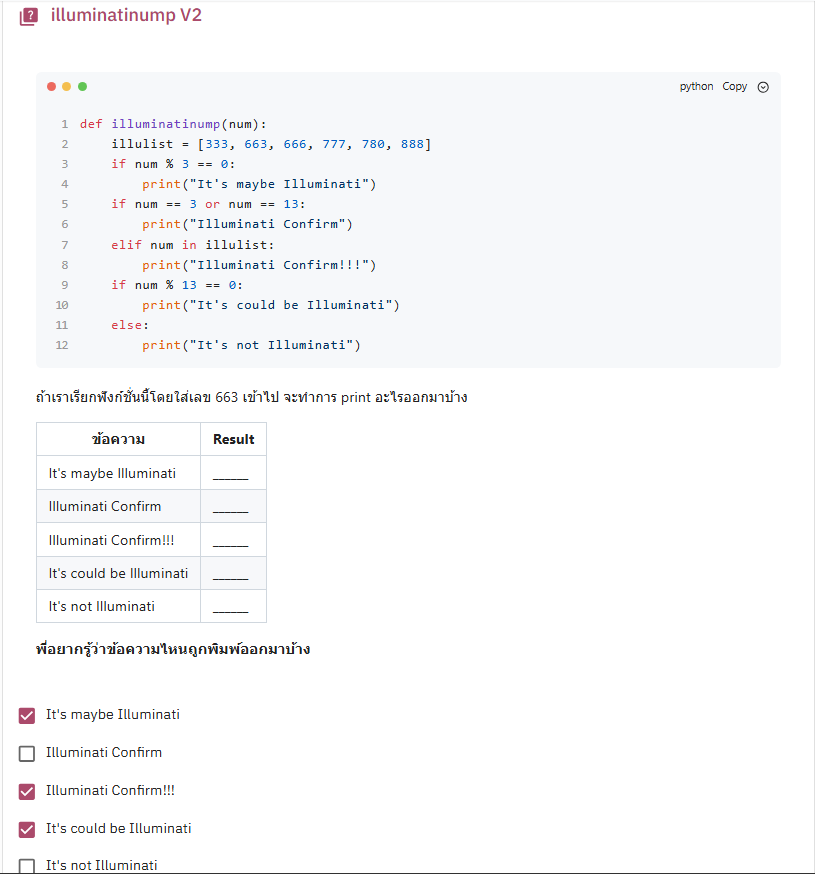 illuminatinump V2
python Copy
1 def illuminatinump(num):
2 illulist = [333, 663, 666, 777, 780, 888]
3 if num % 3 == 0:
4 print("It's maybe Illuminati")
5 if num == 3 or num == 13:
6 print("Illuminati Confirm")
7 elif num in illulist:
8 print("Illuminati Confirm!!!")
9 if num % 13 == 0:
10 print("It's could be Illuminati")
11 else:
12 print("It's not Illuminati")
ถ้าเราเรียกฟังก์ชั่นนี้โดยใส่เลข 663 เข้าไป จะทำการ print อะไรออกมาบ้าง
ข้อความ Result
It's maybe Illuminati ______
Illuminati Confirm ______
Illuminati Confirm!!! ______
It's could be Illuminati ______
It's not Illuminati ______
พี่อยากรู้ว่าข้อความไหนถูกพิมพ์ออกมาบ้าง
It's maybe Illuminati
Illuminati Confirm
Illuminati Confirm!!!
It's could be Illuminati
It's not Illuminati